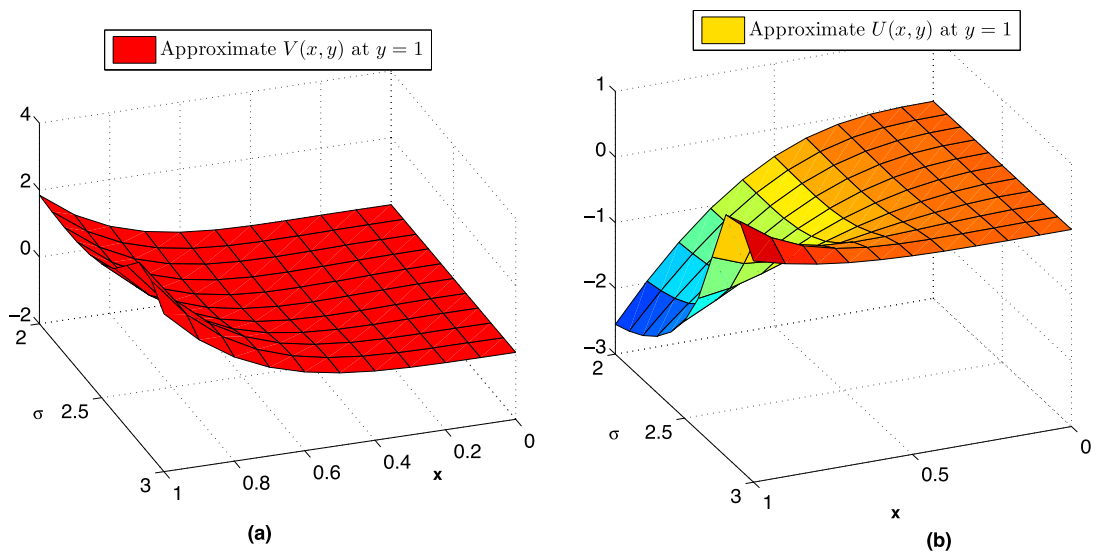 Approximate V(x, y) at y = 1
4
2
0
−2
2
σ 2.5
3
1
0.8
0.6
0.4
0.2
0
x
(a)
Approximate U(x, y) at y = 1
1
0
−1
−2
−3
2
σ 2.5
3
1
0.5
0
x
(b)